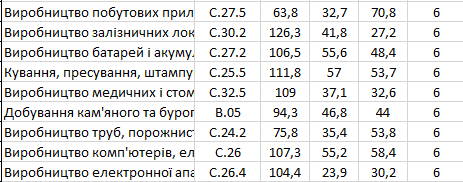 Виробництво побутових прил C.27.5 63,8 32,7 70,8 6
Виробництво залізничних лок C.30.2 126,3 41,8 27,2 6
Виробництво батарей і акуму C.27.2 106,5 55,6 48,4 6
Кування, пресування, штампу C.25.5 111,8 57 53,7 6
Виробництво медичних і стом C.32.5 109 37,1 32,6 6
Добування кам'яного та бурог B.05 94,3 46,8 44 6
Виробництво труб, порожнист C.24.2 75,8 35,4 53,8 6
Виробництво комп'ютерів, ел C.26 107,3 55,2 58,4 6
Виробництво електронної апа C.26.4 104,4 23,9 30,2 6